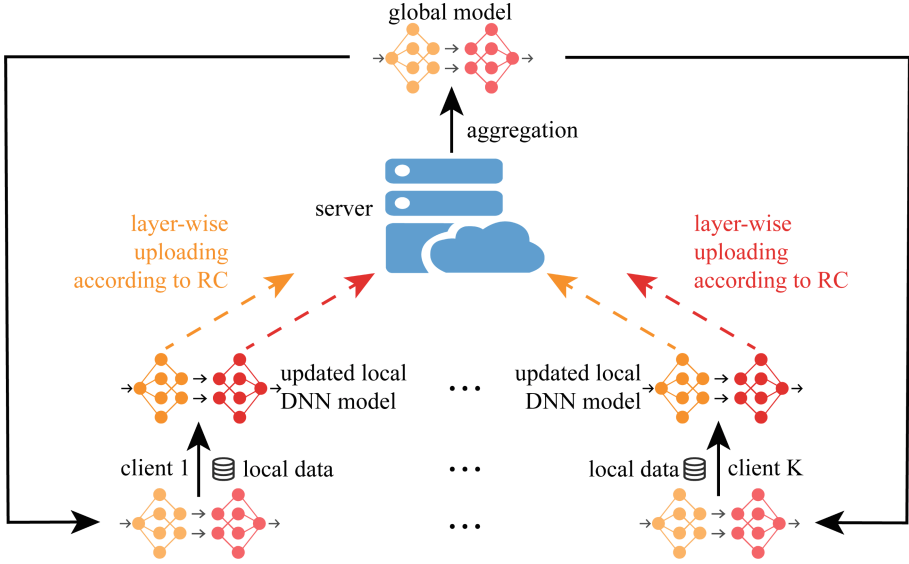 global model
aggregation
server
layer-wise
uploading
according to RC
layer-wise
uploading
according to RC
updated local
DNN model
...
updated local
DNN model
client 1
local data
...
local data
client K
...